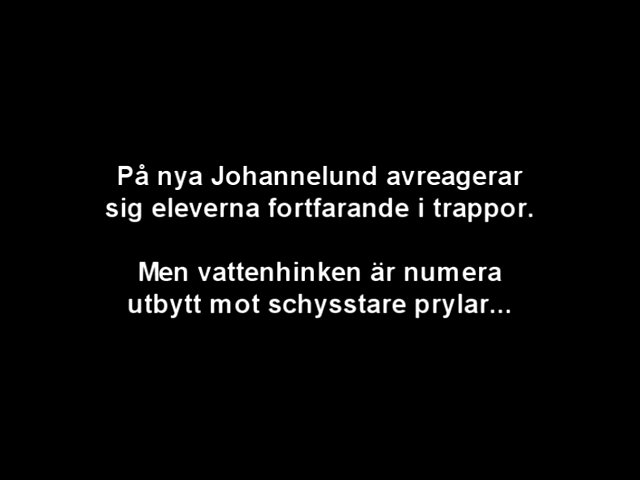 På nya Johannelund avreagerar
sig eleverna fortfarande i trappor.
Men vattenhinken är numera
utbytt mot schysstare prylar...